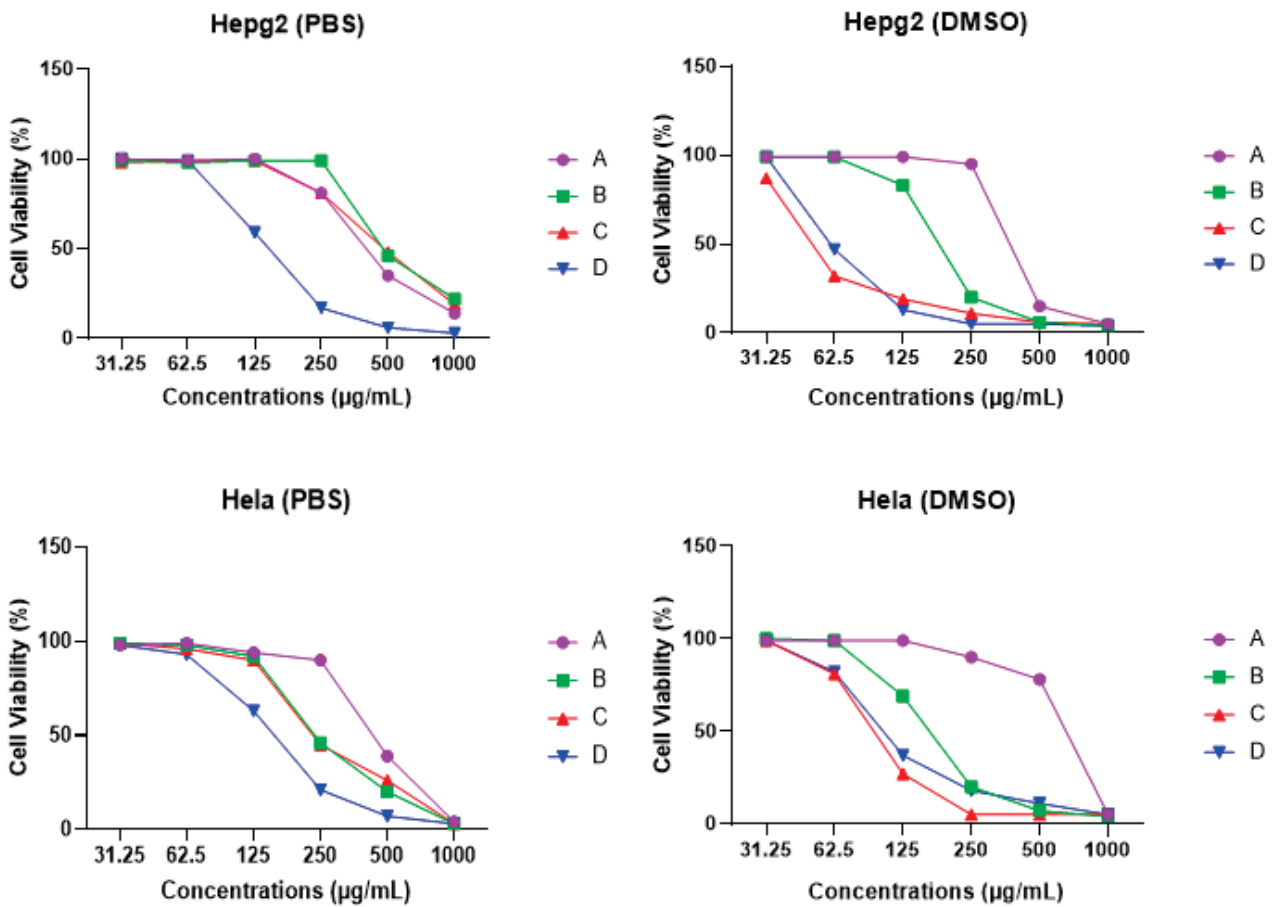 Hepg2 (PBS)
150
100
50
0
Cell Viability (%)
31.25 62.5 125 250 500 1000
Concentrations (µg/mL)
A
B
C
D
Hepg2 (DMSO)
150
100
50
0
Cell Viability (%)
31.25 62.5 125 250 500 1000
Concentrations (µg/mL)
A
B
C
D
Hela (PBS)
150
100
50
0
Cell Viability (%)
31.25 62.5 125 250 500 1000
Concentrations (µg/mL)
A
B
C
D
Hela (DMSO)
150
100
50
0
Cell Viability (%)
31.25 62.5 125 250 500 1000
Concentrations (µg/mL)
A
B
C
D